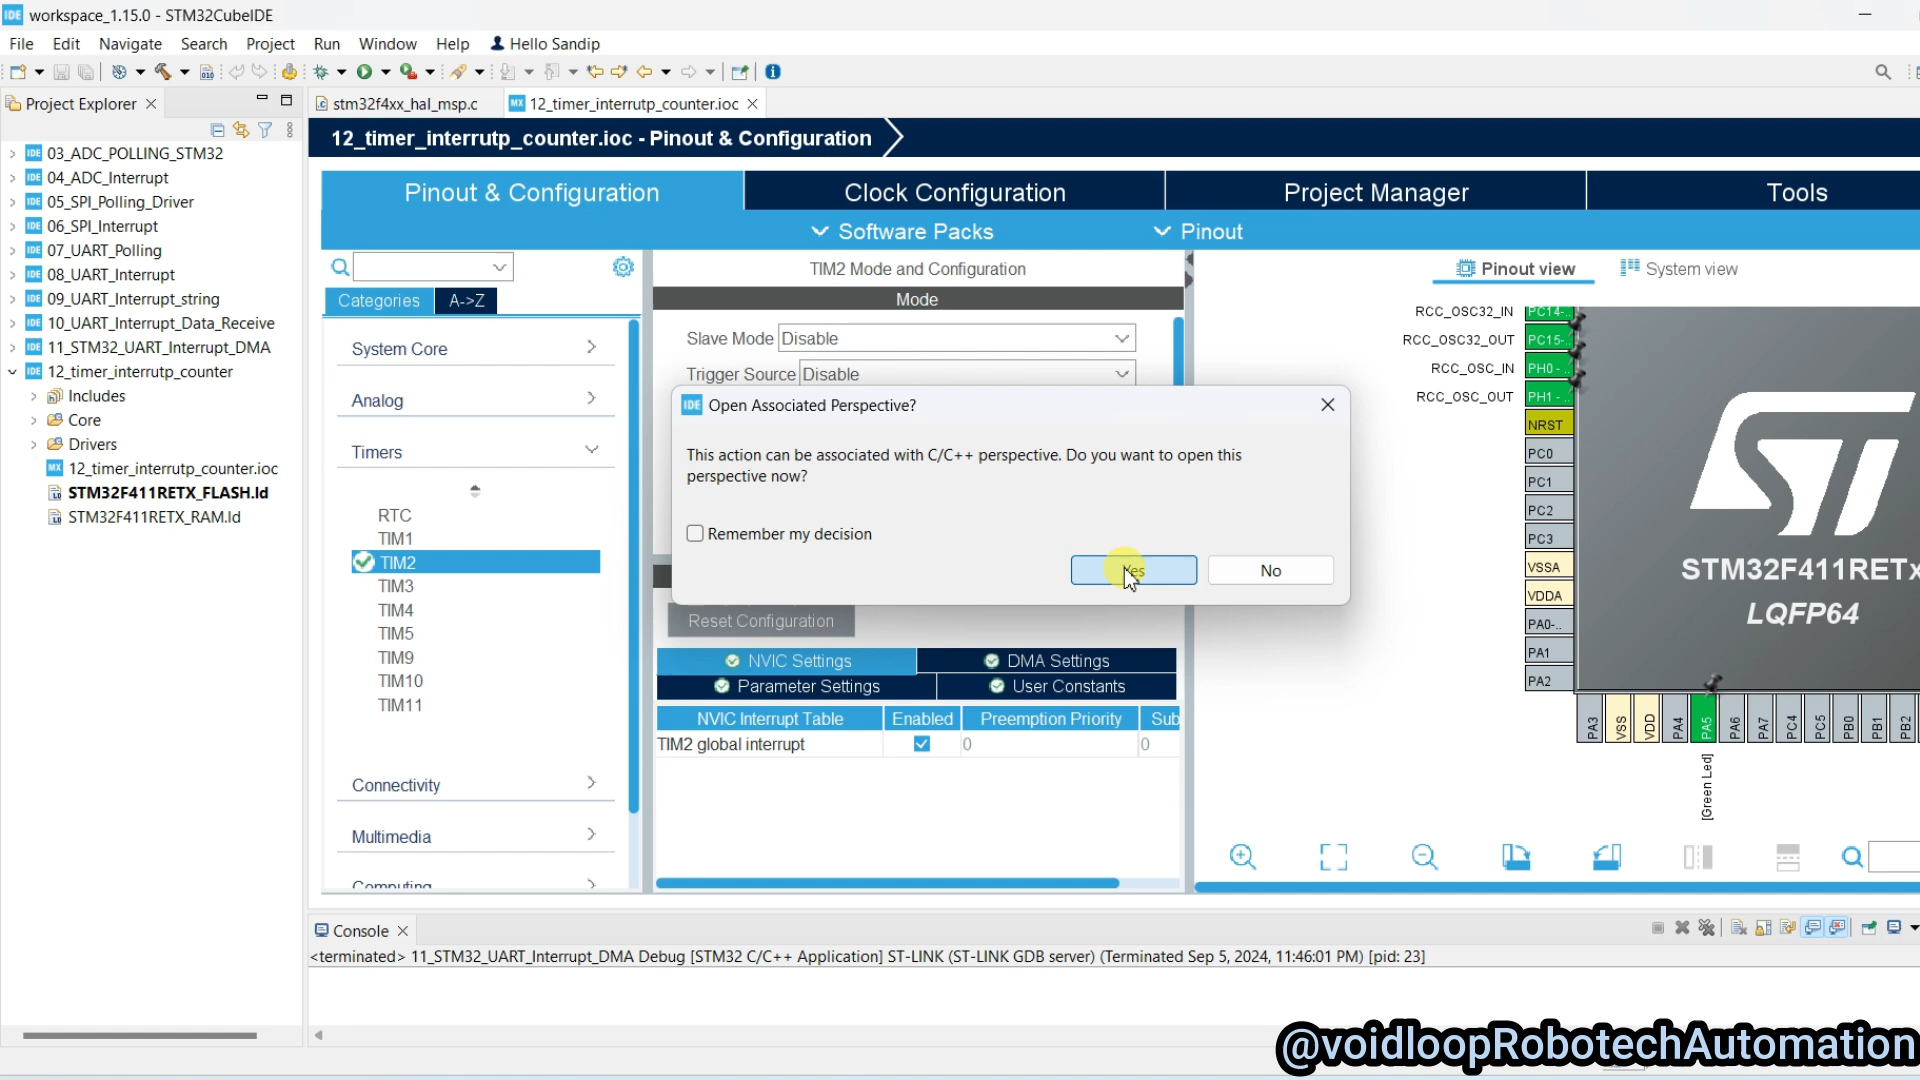 workspace_1.15.0 - STM32CubeIDE
File Edit Navigate Search Project Run Window Help Hello Sandip
Project Explorer
stm32f4xx_hal_msp.c
12_timer_interrutp_counter.ioc
03_ADC_POLLING_STM32
04_ADC_Interrupt
05_SPI_Polling_Driver
06_SPI_Interrupt
07_UART_Polling
08_UART_Interrupt
09_UART_Interrupt_string
10_UART_Interrupt_Data_Receive
11_STM32_UART_Interrupt_DMA
12_timer_interrutp_counter
Includes
Core
Drivers
12_timer_interrutp_counter.ioc
STM32F411RETX_FLASH.ld
STM32F411RETX_RAM.ld
12_timer_interrutp_counter.ioc - Pinout & Configuration
Pinout & Configuration
Clock Configuration
Project Manager
Tools
Software Packs
Pinout
Categories
A->Z
System Core
Analog
Timers
RTC
TIM1
TIM2
TIM3
TIM4
TIM5
TIM9
TIM10
TIM11
Connectivity
Multimedia
Computing
TIM2 Mode and Configuration
Mode
Slave Mode Disable
Trigger Source Disable
Open Associated Perspective?
This action can be associated with C/C++ perspective. Do you want to open this
perspective now?
Remember my decision
Yes
No
Reset Configuration
NVIC Settings
DMA Settings
Parameter Settings
User Constants
NVIC Interrupt Table Enabled Preemption Priority Sub
TIM2 global interrupt 0 0
Pinout view
System view
RCC_OSC32_IN PC14-..
RCC_OSC32_OUT PC15-..
RCC_OSC_IN PH0 - ..
RCC_OSC_OUT PH1 - ..
NRST
PC0
PC1
PC2
PC3
VSSA
VDDA
PA0-..
PA1
PA2
STM32F411RETx
LQFP64
PA3
VSS
VDD
PA4
PA5
PA6
PA7
PC4
PC5
PB0
PB1
PB2
[Green Led]
Console
<terminated> 11_STM32_UART_Interrupt_DMA Debug [STM32 C/C++ Application] ST-LINK (ST-LINK GDB server) (Terminated Sep 5, 2024, 11:46:01 PM) [pid: 23]
@voidloopRobotechAutomation